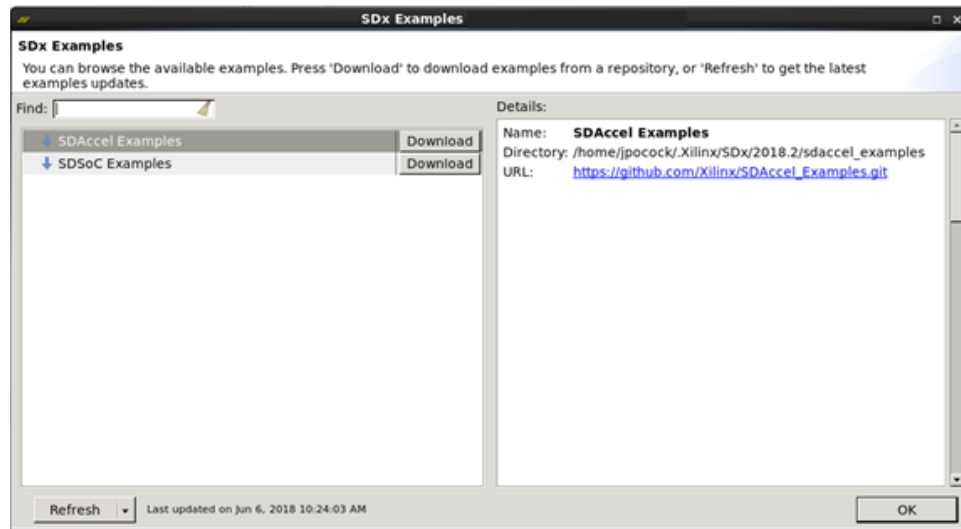 SDx Examples
SDx Examples
You can browse the available examples. Press 'Download' to download examples from a repository, or 'Refresh' to get the latest
examples updates.
Find:
SDAccel Examples Download
SDSoC Examples Download
Details:
Name: SDAccel Examples
Directory: /home/jpocock/.Xilinx/SDx/2018.2/sdaccel_examples
URL: https://github.com/Xilinx/SDAccel_Examples.git
Refresh Last updated on Jun 6, 2018 10:24:03 AM
OK